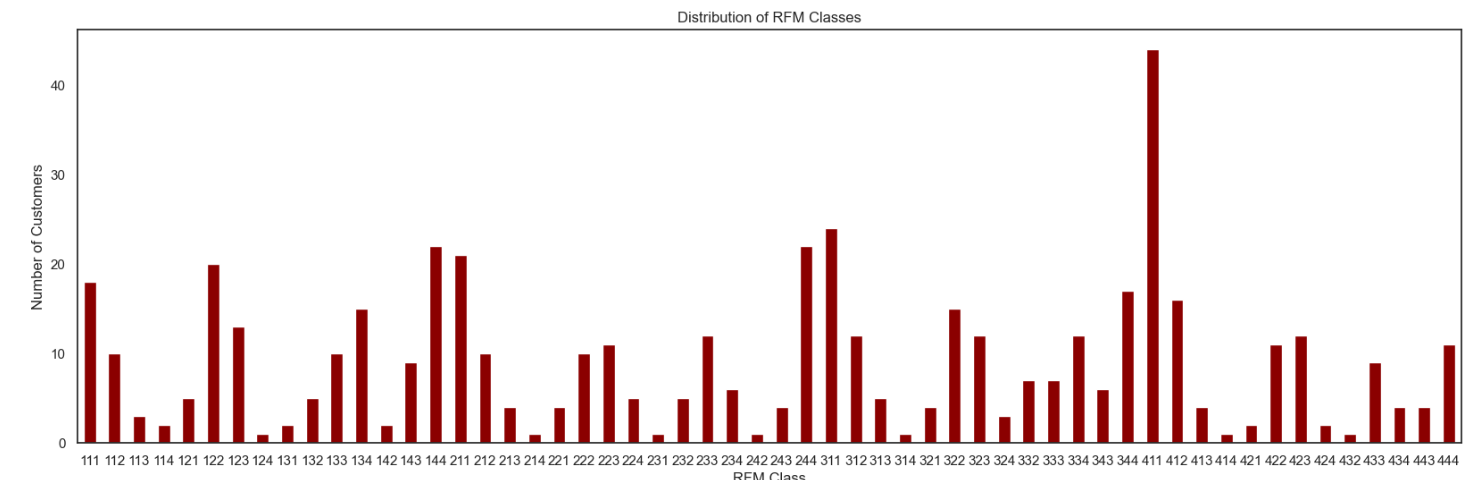 Distribution of RFM Classes
Number of Customers
40
30
20
10
0
111 112 113 114 121 122 123 124 131 132 133 134 142 143 144 211 212 213 214 221 222 223 224 231 232 233 234 242 243 244 311 312 313 314 321 322 323 324 332 333 334 343 344 411 412 413 414 421 422 423 424 432 433 434 443 444
RFM Class